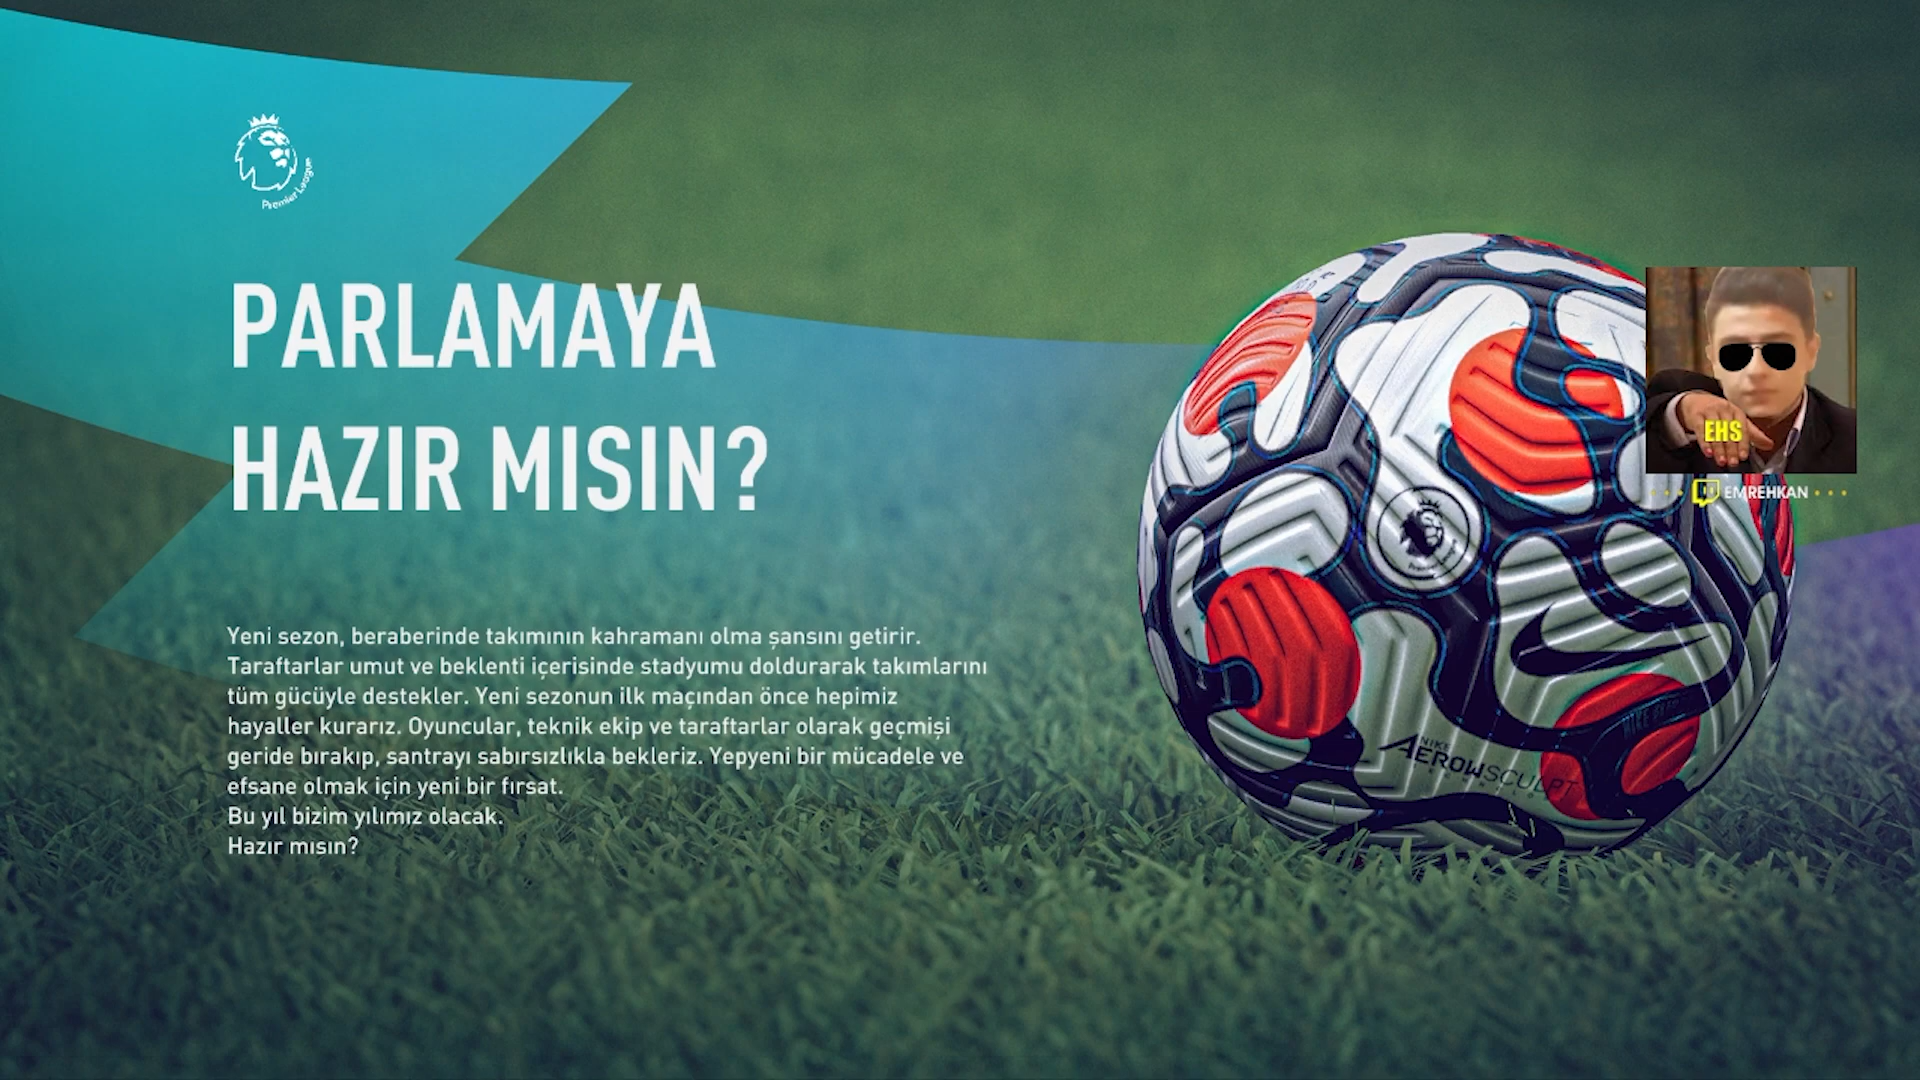 Premier League
PARLAMAYA
HAZIR MISIN?
Yeni sezon, beraberinde takımının kahramanı olma şansını getirir.
Taraftarlar umut ve beklenti içerisinde stadyumu doldurarak takımlarını
tüm gücüyle destekler. Yeni sezonun ilk maçından önce hepimiz
hayaller kurarız. Oyuncular, teknik ekip ve taraftarlar olarak geçmişi
geride bırakıp, santrayı sabırsızlıkla bekleriz. Yepyeni bir mücadele ve
efsane olmak için yeni bir fırsat.
Bu yıl bizim yılımız olacak.
Hazır mısın?
EHS
EMREHKAN
Premier League
NIKE
AEROWSCULPT